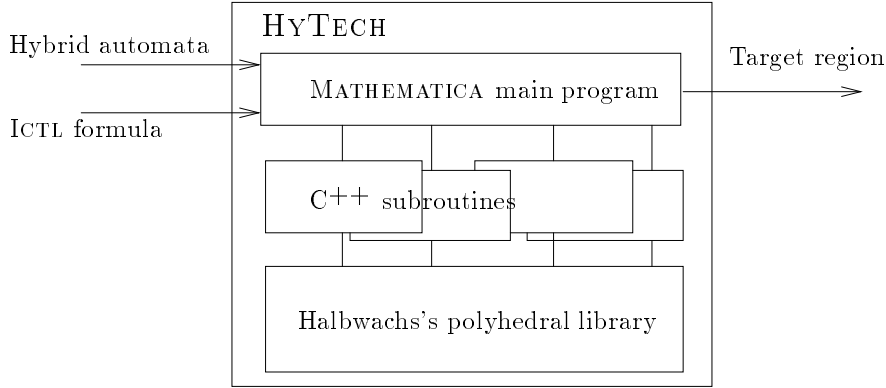 HYTECH
Hybrid automata
Target region
MATHEMATICA main program
ICTL formula
C++ subroutines
Halbwachs's polyhedral library